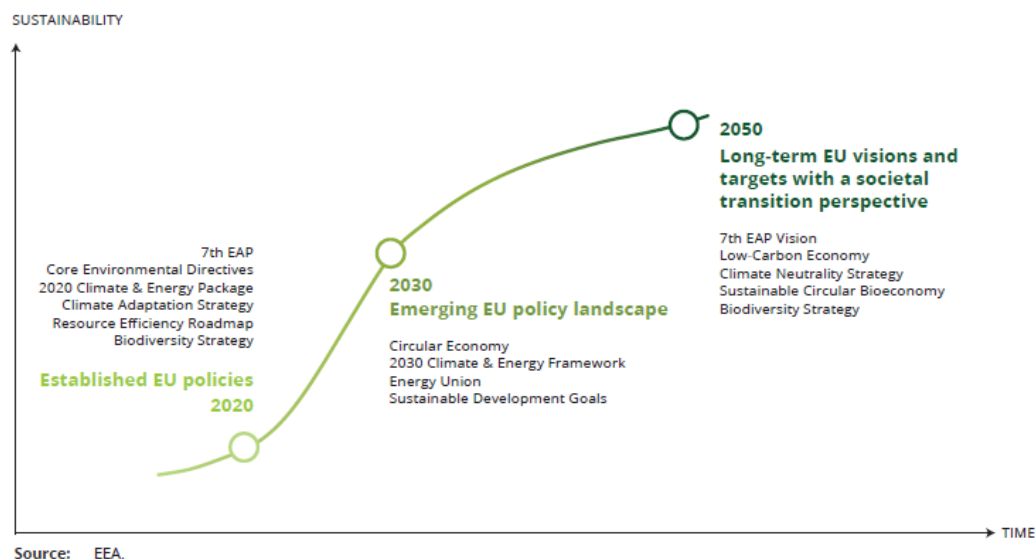 SUSTAINABILITY
7th EAP
Core Environmental Directives
2020 Climate & Energy Package
Climate Adaptation Strategy
Resource Efficiency Roadmap
Biodiversity Strategy
Established EU policies
2020
2030
Emerging EU policy landscape
Circular Economy
2030 Climate & Energy Framework
Energy Union
Sustainable Development Goals
2050
Long-term EU visions and
targets with a societal
transition perspective
7th EAP Vision
Low-Carbon Economy
Climate Neutrality Strategy
Sustainable Circular Bioeconomy
Biodiversity Strategy
TIME
Source: EEA.